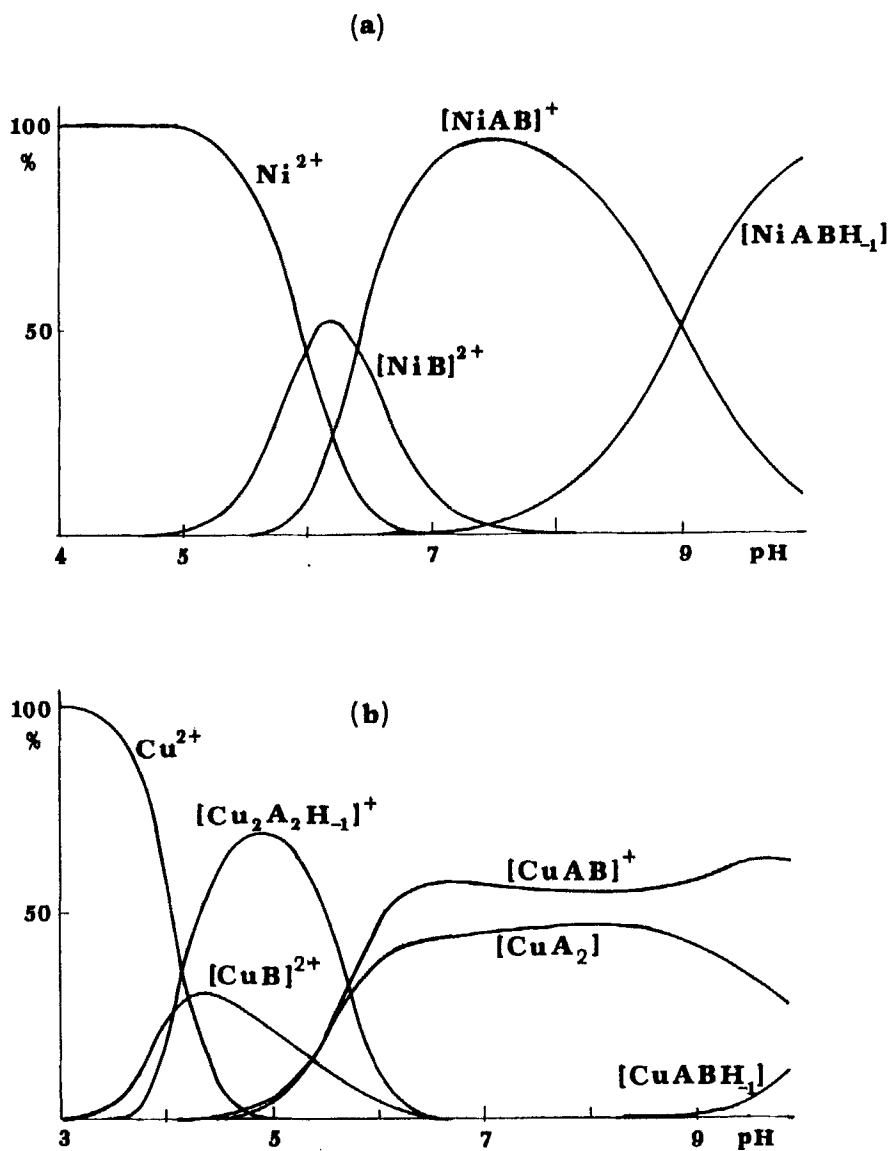 (a)
[NiAB]⁺
100
%
Ni²⁺
[NiABH₋₁]
50
[NiB]²⁺
4 5 7 9 pH
(b)
100
%
Cu²⁺
[Cu₂A₂H₋₁]⁺
[CuAB]⁺
50
[CuA₂]
[CuB]²⁺
[CuABH₋₁]
3 5 7 9 pH